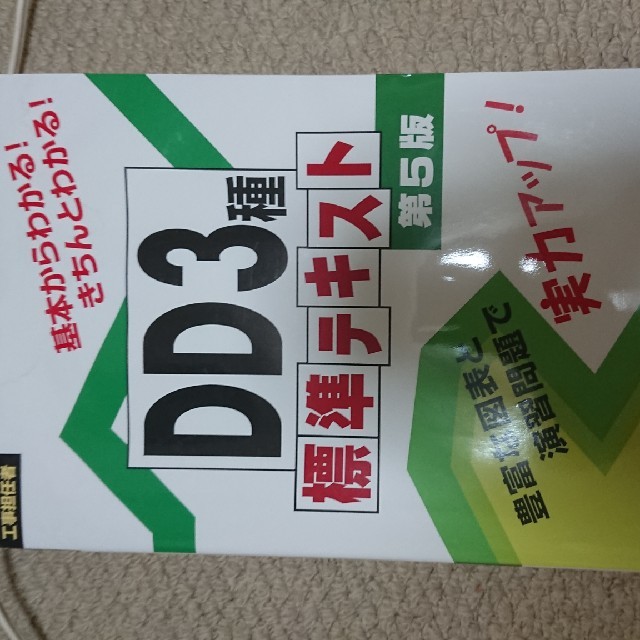 工事担任者
基本からわかる!
きちんとわかる!
DD3種
標準テキスト
第5版
豊富な図表と
演習問題で
実力アップ!